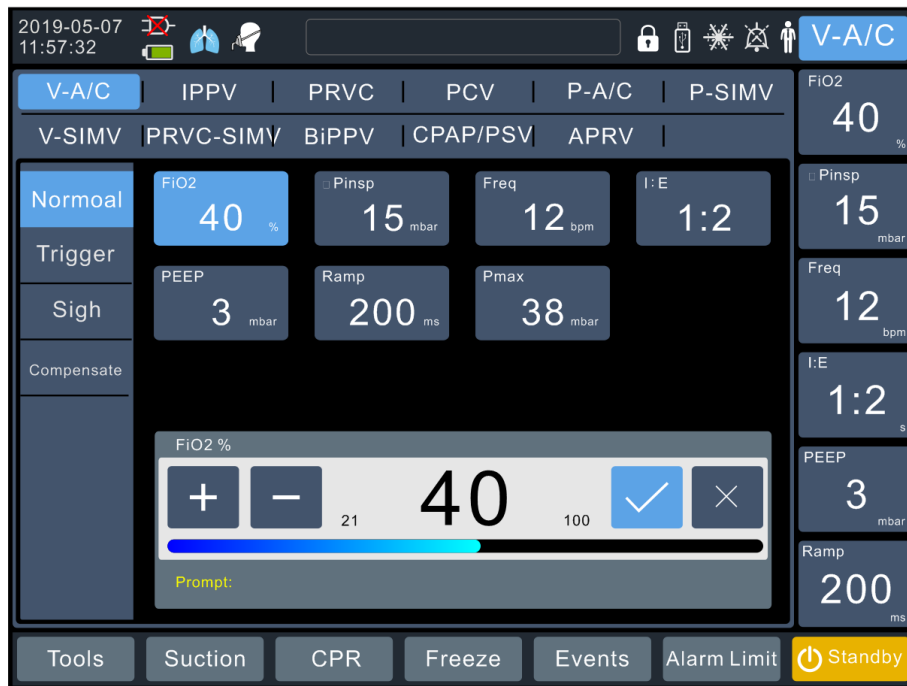 2019-05-07
11:57:32
V-A/C
V-A/C IPPV PRVC PCV P-A/C P-SIMV
V-SIMV PRVC-SIMV BiPPV CPAP/PSV APRV
Normoal
Trigger
Sigh
Compensate
FiO2
40 %
□ Pinsp
15 mbar
Freq
12 bpm
I:E
1:2
PEEP
3 mbar
Ramp
200 ms
Pmax
38 mbar
FiO2 %
+ − 21 40 100
Prompt:
FiO2
40
%
□ Pinsp
15
mbar
Freq
12
bpm
I:E
1:2
s
PEEP
3
mbar
Ramp
200
ms
Tools Suction CPR Freeze Events Alarm Limit Standby